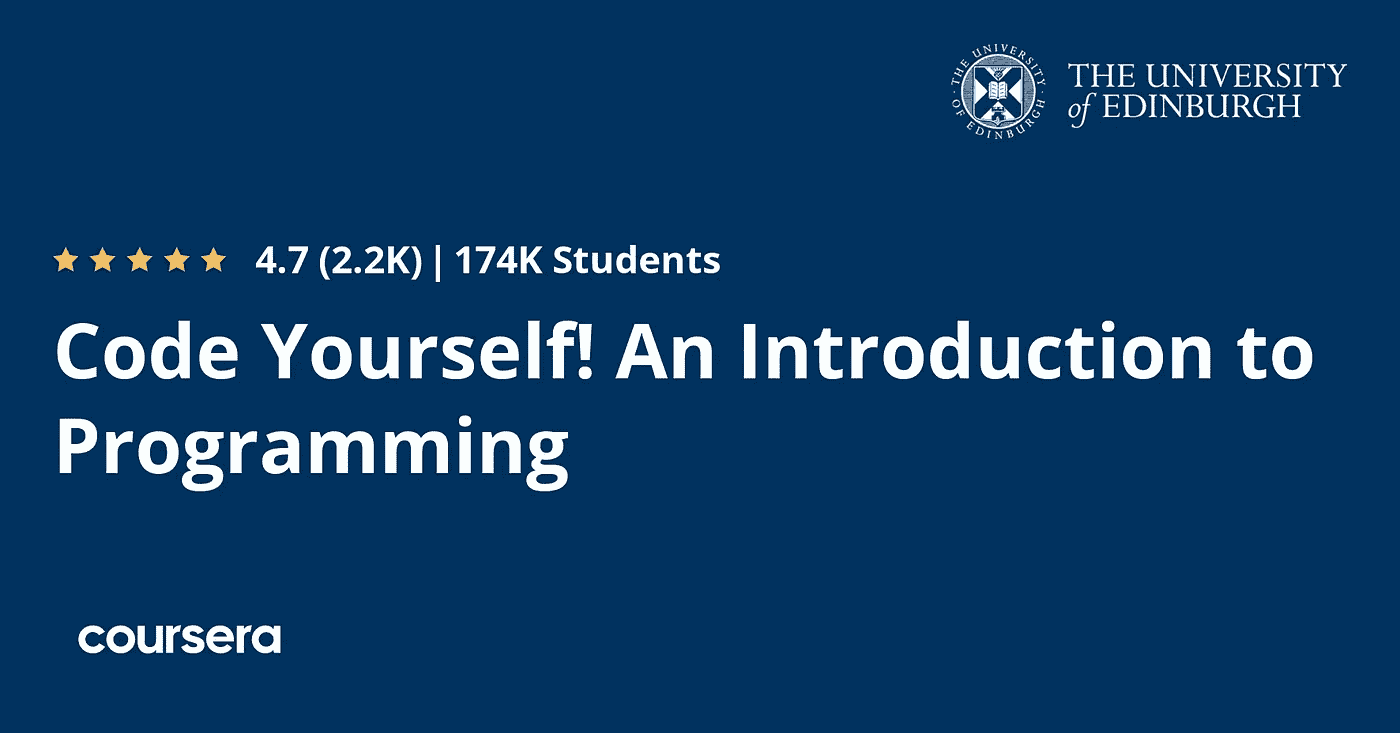 THE UNIVERSITY OF EDINBURGH
THE UNIVERSITY
of EDINBURGH
4.7 (2.2K) | 174K Students
Code Yourself! An Introduction to
Programming
coursera